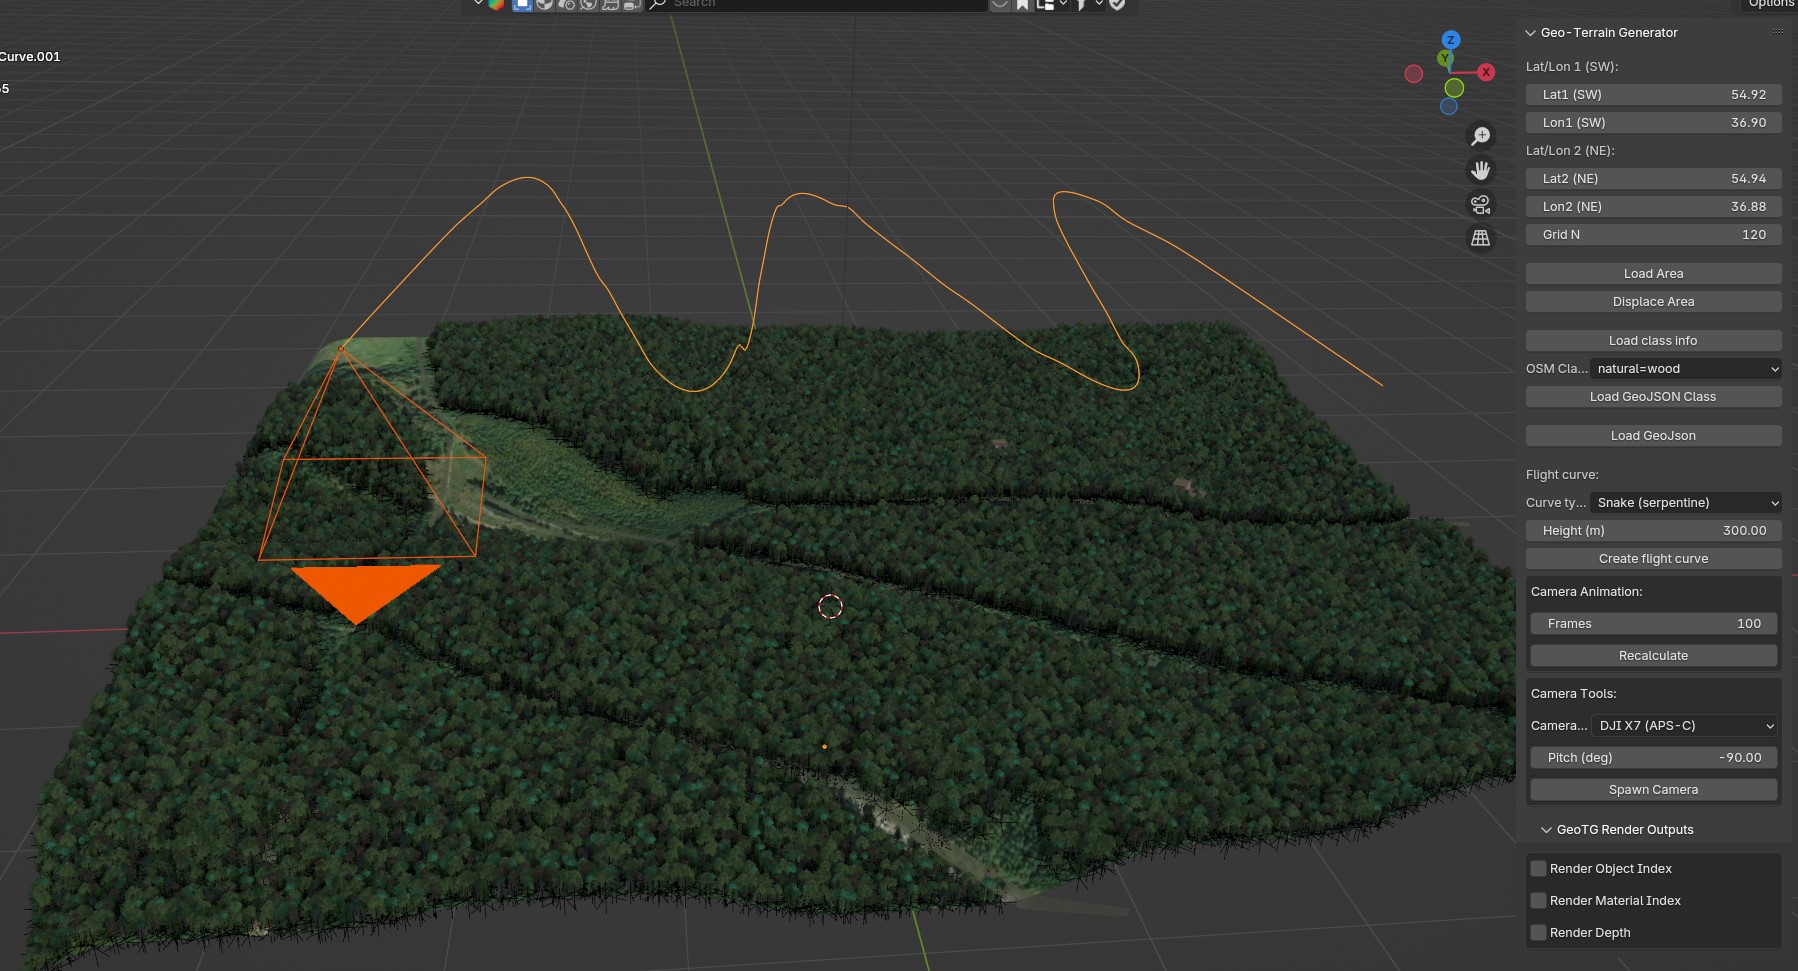 Search
Options
Curve.001
Z
Y
X
Geo-Terrain Generator
Lat/Lon 1 (SW):
Lat1 (SW) 54.92
Lon1 (SW) 36.90
Lat/Lon 2 (NE):
Lat2 (NE) 54.94
Lon2 (NE) 36.88
Grid N 120
Load Area
Displace Area
Load class info
OSM Cla... natural=wood
Load GeoJSON Class
Load GeoJson
Flight curve:
Curve ty... Snake (serpentine)
Height (m) 300.00
Create flight curve
Camera Animation:
Frames 100
Recalculate
Camera Tools:
Camera... DJI X7 (APS-C)
Pitch (deg) -90.00
Spawn Camera
GeoTG Render Outputs
Render Object Index
Render Material Index
Render Depth